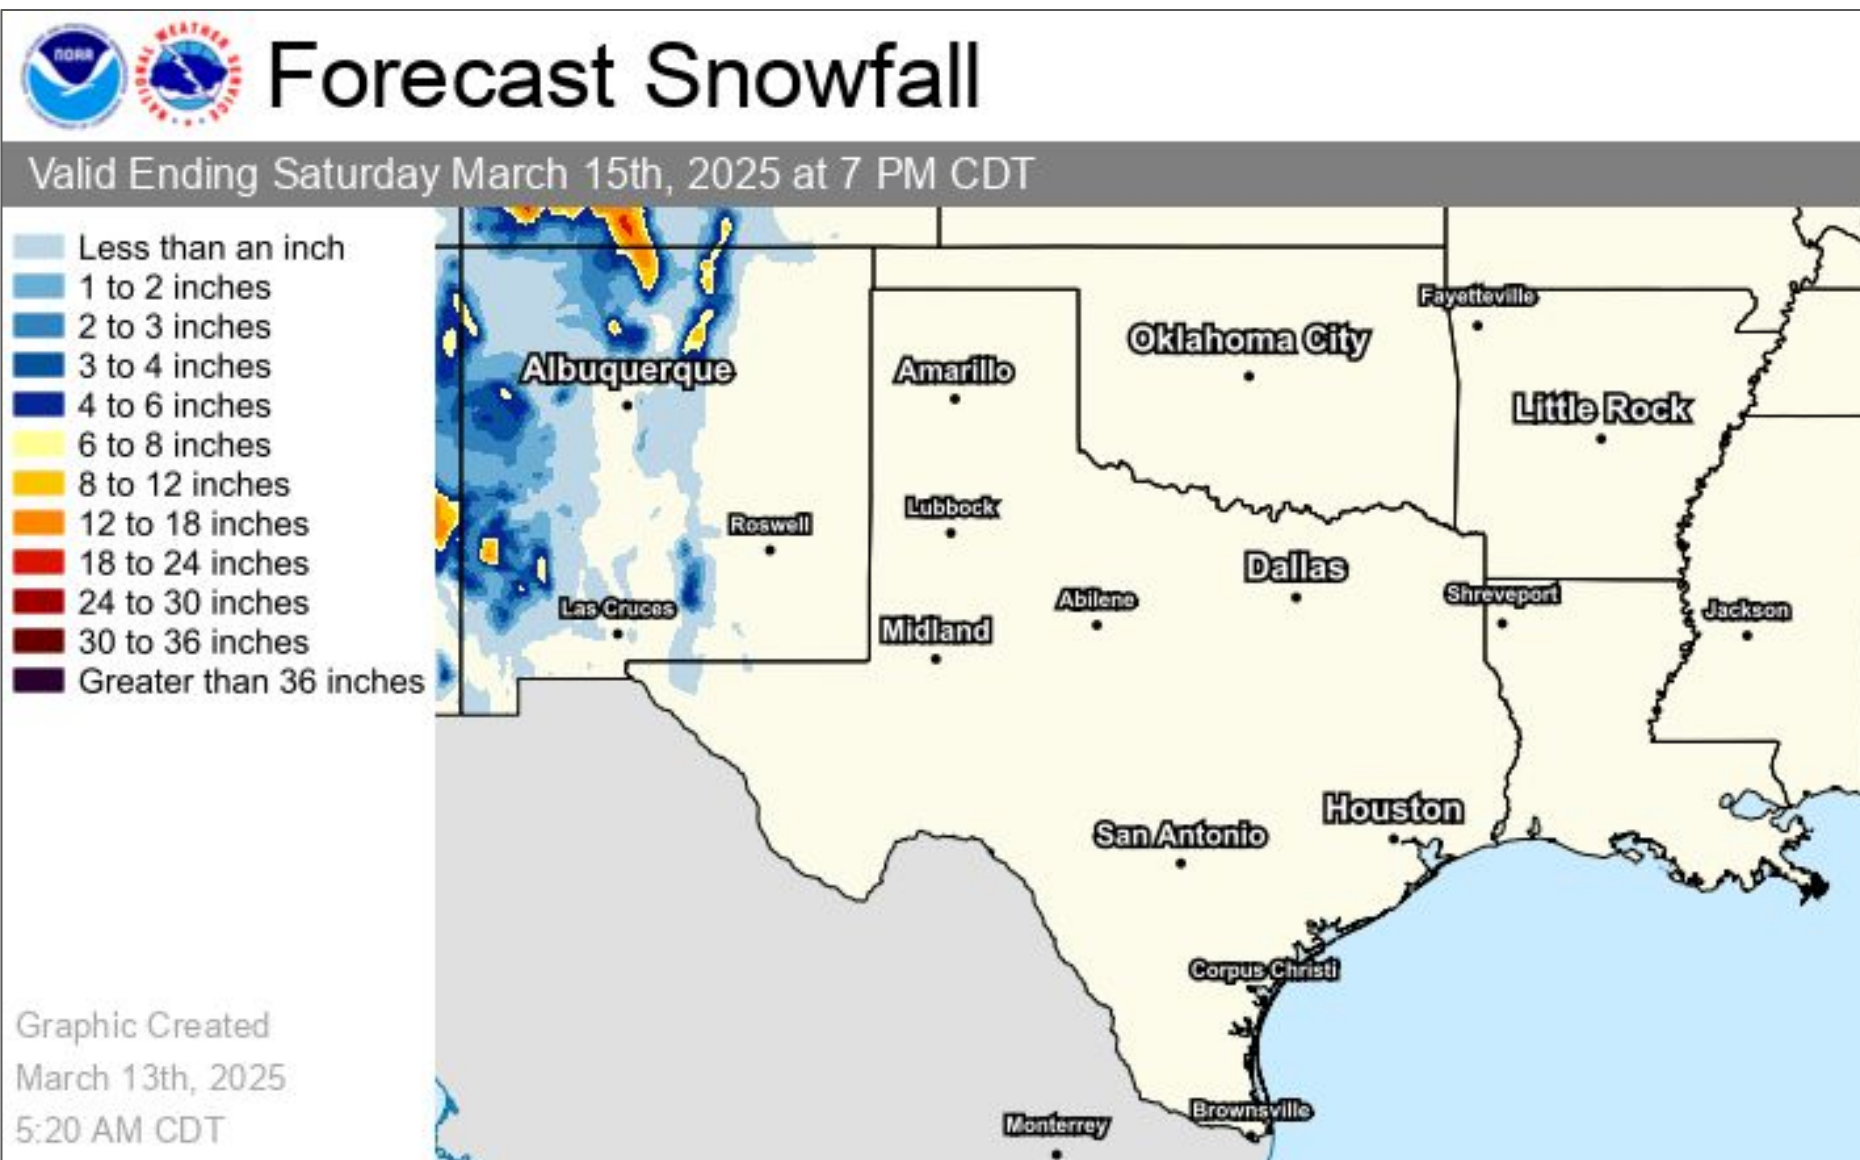 NOAA
NATIONAL WEATHER SERVICE
Forecast Snowfall
Valid Ending Saturday March 15th, 2025 at 7 PM CDT
Less than an inch
1 to 2 inches
2 to 3 inches
3 to 4 inches
4 to 6 inches
6 to 8 inches
8 to 12 inches
12 to 18 inches
18 to 24 inches
24 to 30 inches
30 to 36 inches
Greater than 36 inches
Graphic Created
March 13th, 2025
5:20 AM CDT
Fayetteville
Oklahoma City
Albuquerque
Amarillo
Little Rock
Lubbock
Roswell
Dallas
Abilene
Shreveport
Las Cruces
Jackson
Midland
Houston
San Antonio
Corpus Christi
Brownsville
Monterrey